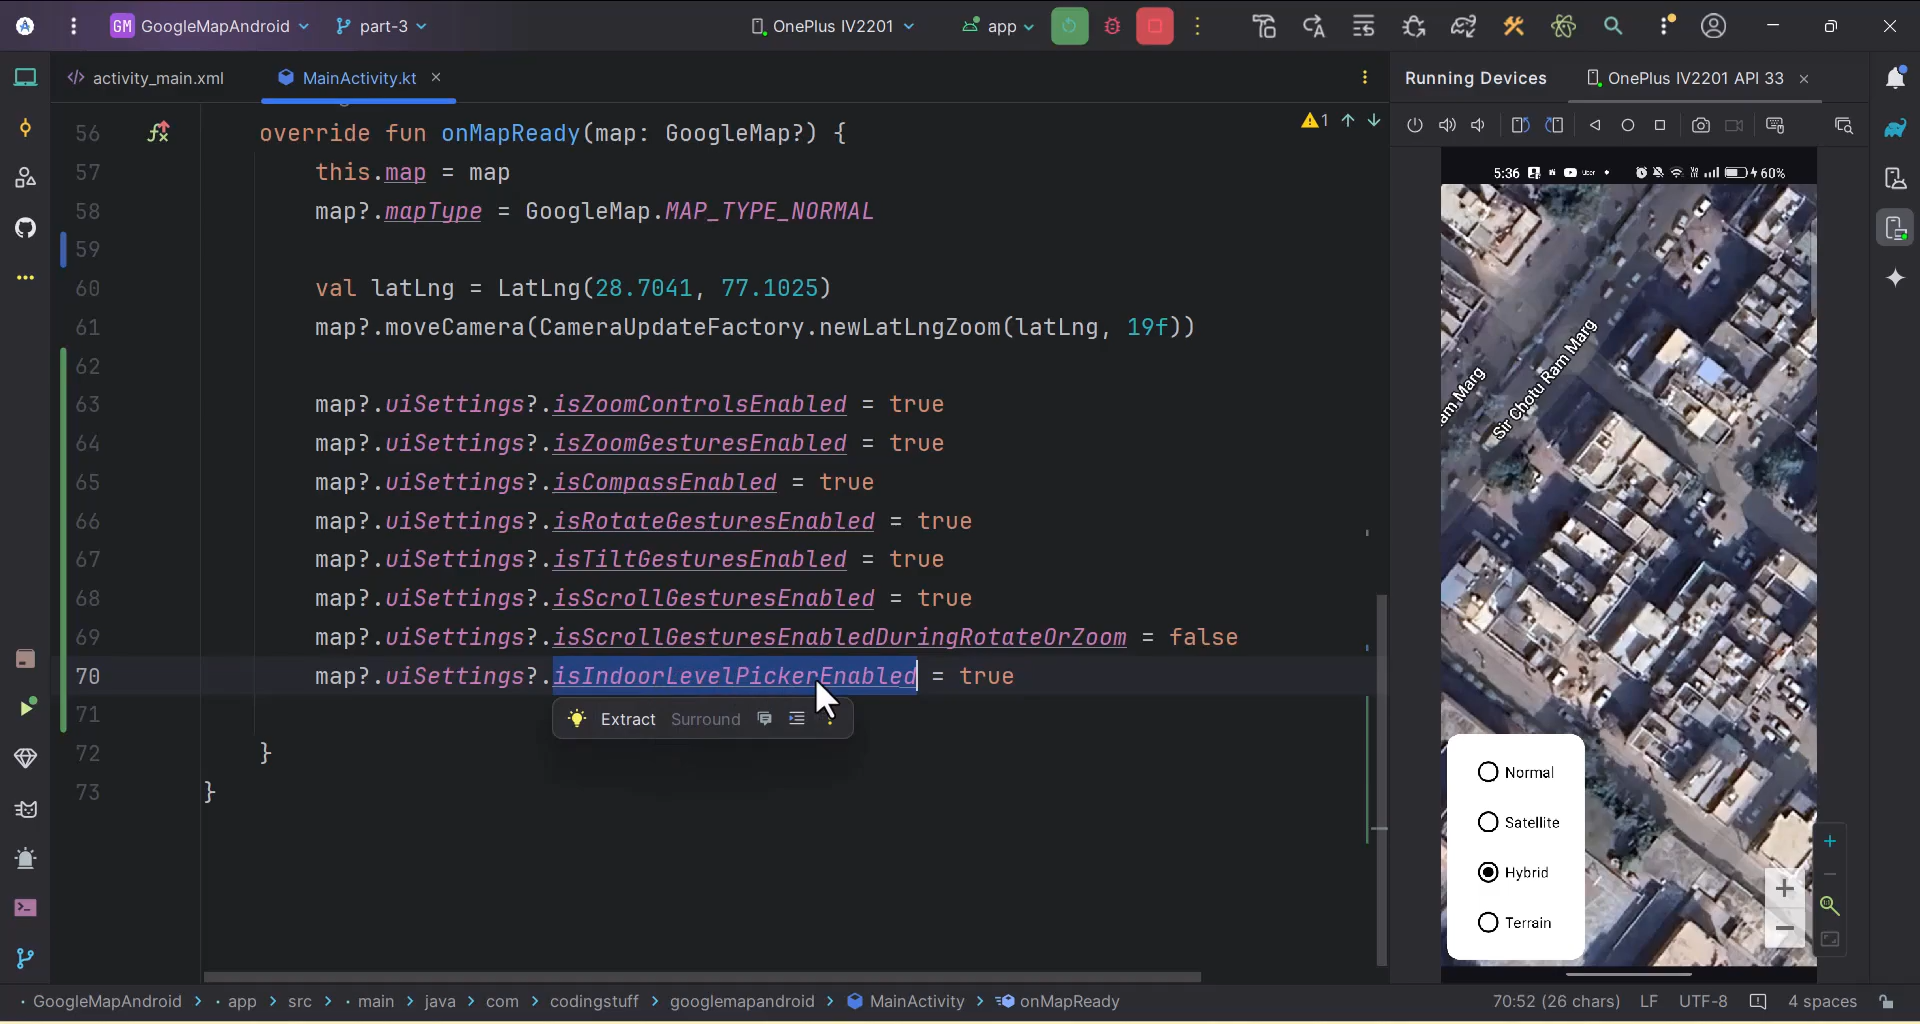 GM GoogleMapAndroid part-3 OnePlus IV2201 app
activity_main.xml MainActivity.kt Running Devices OnePlus IV2201 API 33
1
56 override fun onMapReady(map: GoogleMap?) {
57 this.map = map
58 map?.mapType = GoogleMap.MAP_TYPE_NORMAL
59
60 val latLng = LatLng(28.7041, 77.1025)
61 map?.moveCamera(CameraUpdateFactory.newLatLngZoom(latLng, 19f))
62
63 map?.uiSettings?.isZoomControlsEnabled = true
64 map?.uiSettings?.isZoomGesturesEnabled = true
65 map?.uiSettings?.isCompassEnabled = true
66 map?.uiSettings?.isRotateGesturesEnabled = true
67 map?.uiSettings?.isTiltGesturesEnabled = true
68 map?.uiSettings?.isScrollGesturesEnabled = true
69 map?.uiSettings?.isScrollGesturesEnabledDuringRotateOrZoom = false
70 map?.uiSettings?.isIndoorLevelPickerEnabled = true
Extract Surround
71
72 }
73 }
5:36 Uber 60%
am Marg
Sir Chotu Ram Marg
Normal
Satellite
Hybrid
Terrain
GoogleMapAndroid > app > src > main > java > com > codingstuff > googlemapandroid > MainActivity > onMapReady 70:52 (26 chars) LF UTF-8 4 spaces